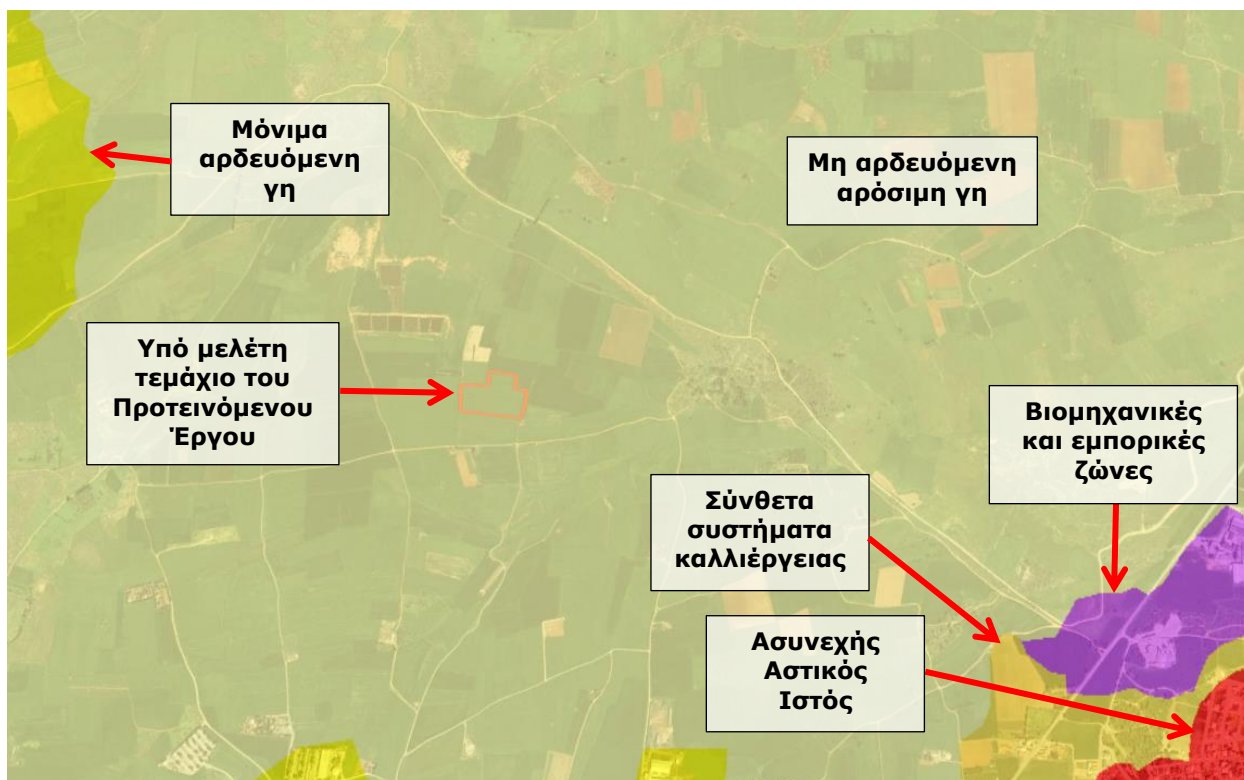 Μόνιμα
αρδευόμενη
γη
Μη αρδευόμενη
αρόσιμη γη
Υπό μελέτη
τεμάχιο του
Προτεινόμενου
Έργου
Βιομηχανικές
και εμπορικές
ζώνες
Σύνθετα
συστήματα
καλλιέργειας
Ασυνεχής
Αστικός
Ιστός